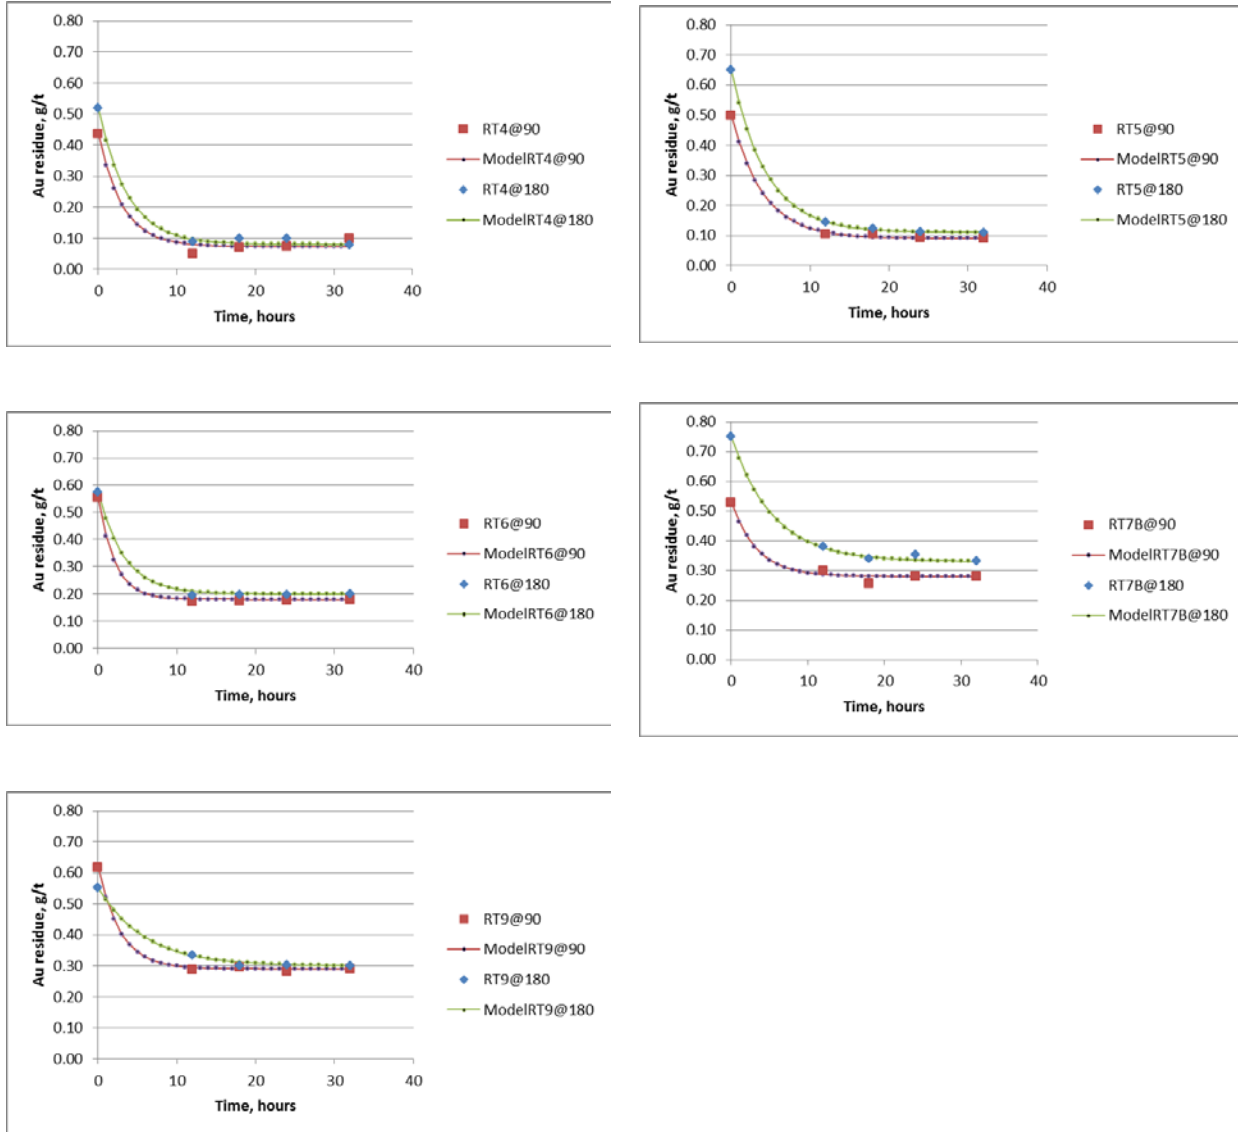 0.80
0.70
0.60
0.50
0.40
0.30
0.20
0.10
0.00
Au residue, g/t
0 10 20 30 40
Time, hours
RT4@90
ModelRT4@90
RT4@180
ModelRT4@180
0.80
0.70
0.60
0.50
0.40
0.30
0.20
0.10
0.00
Au residue, g/t
0 10 20 30 40
Time, hours
RT5@90
ModelRT5@90
RT5@180
ModelRT5@180
0.80
0.70
0.60
0.50
0.40
0.30
0.20
0.10
0.00
Au residue, g/t
0 10 20 30 40
Time, hours
RT6@90
ModelRT6@90
RT6@180
ModelRT6@180
0.80
0.70
0.60
0.50
0.40
0.30
0.20
0.10
0.00
Au residue, g/t
0 10 20 30 40
Time, hours
RT7B@90
ModelRT7B@90
RT7B@180
ModelRT7B@180
0.80
0.70
0.60
0.50
0.40
0.30
0.20
0.10
0.00
Au residue, g/t
0 10 20 30 40
Time, hours
RT9@90
ModelRT9@90
RT9@180
ModelRT9@180